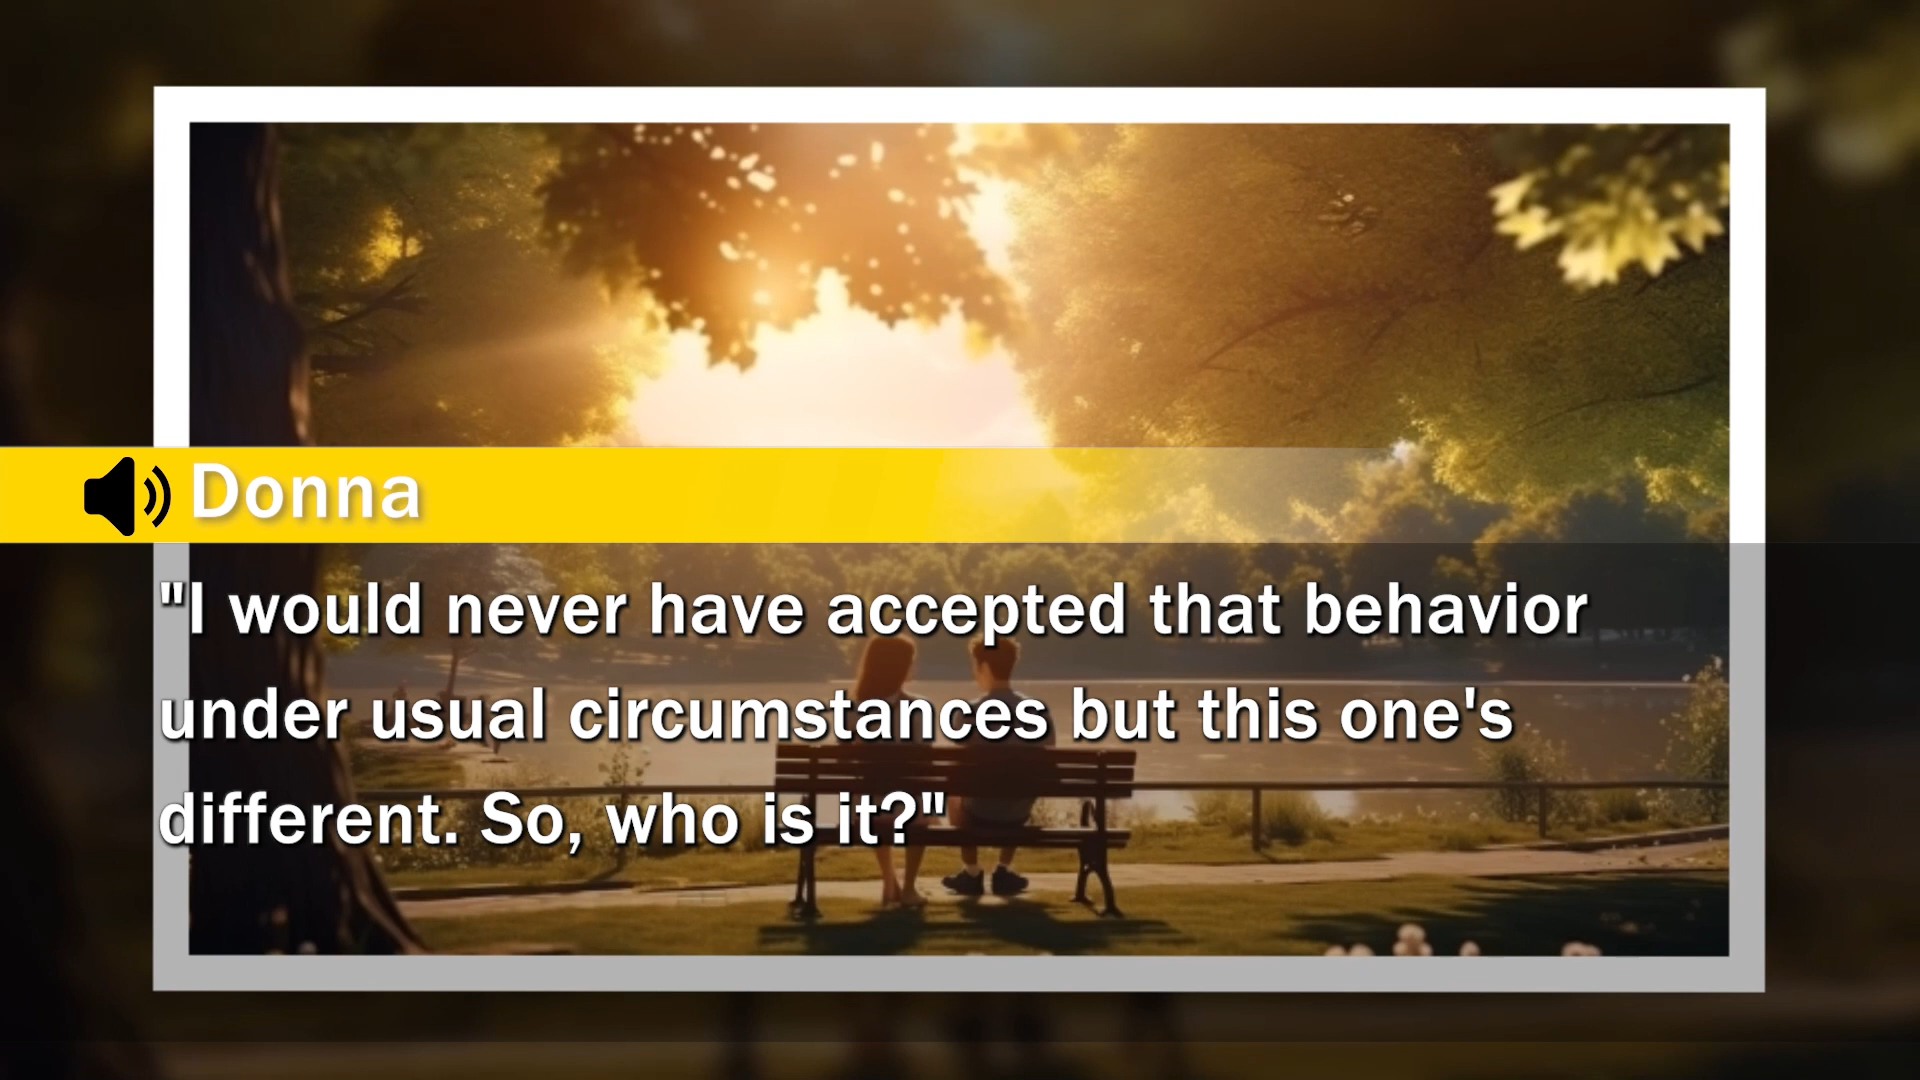 Donna
"I would never have accepted that behavior
under usual circumstances but this one's
different. So, who is it?"